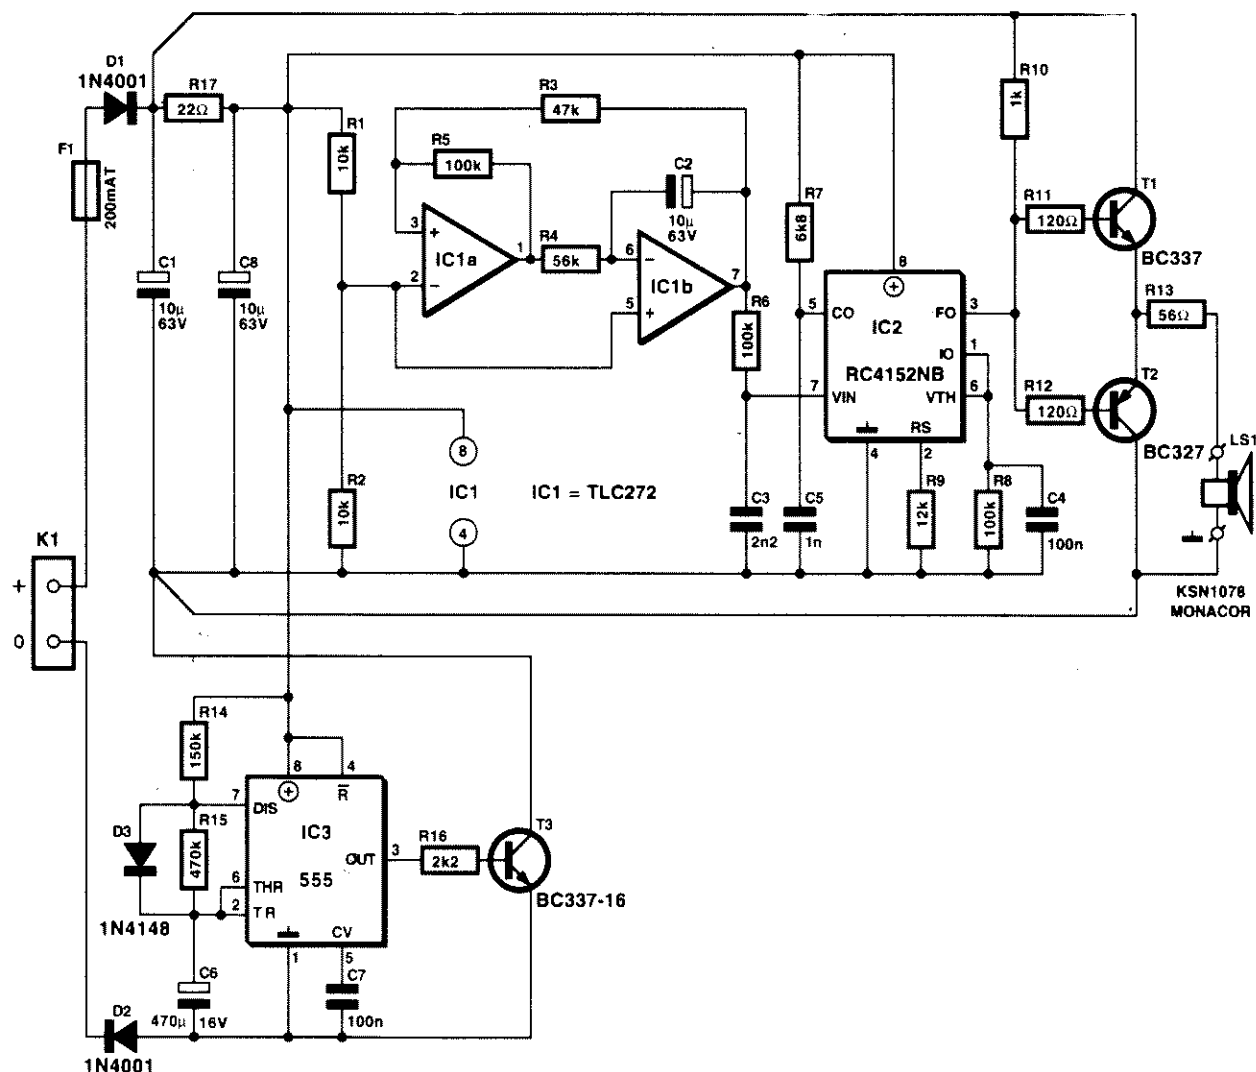 D1
1N4001
R17
22Ω
F1
200mAT
C1
10µ
63V
C8
10µ
63V
R1
10k
R2
10k
R3
47k
R5
100k
C2
10µ
63V
3
+
IC1a
1
2
−
R4
56k
6
−
IC1b
7
5
+
R6
100k
R7
6k8
8
5
CO
IC2
FO
3
IO
1
RC4152NB
7
VIN
VTH
6
RS
4
2
R10
1k
R11
120Ω
T1
BC337
R13
56Ω
R12
120Ω
T2
BC327
LS1
KSN1078
MONACOR
8
IC1
4
IC1 = TLC272
C3
2n2
C5
1n
R9
12k
R8
100k
C4
100n
K1
+
0
R14
150k
8
4
7
DIS
R
R15
470k
D3
1N4148
IC3
555
OUT
3
6
THR
2
TR
CV
1
5
R16
2k2
T3
BC337-16
C6
470µ
16V
C7
100n
D2
1N4001